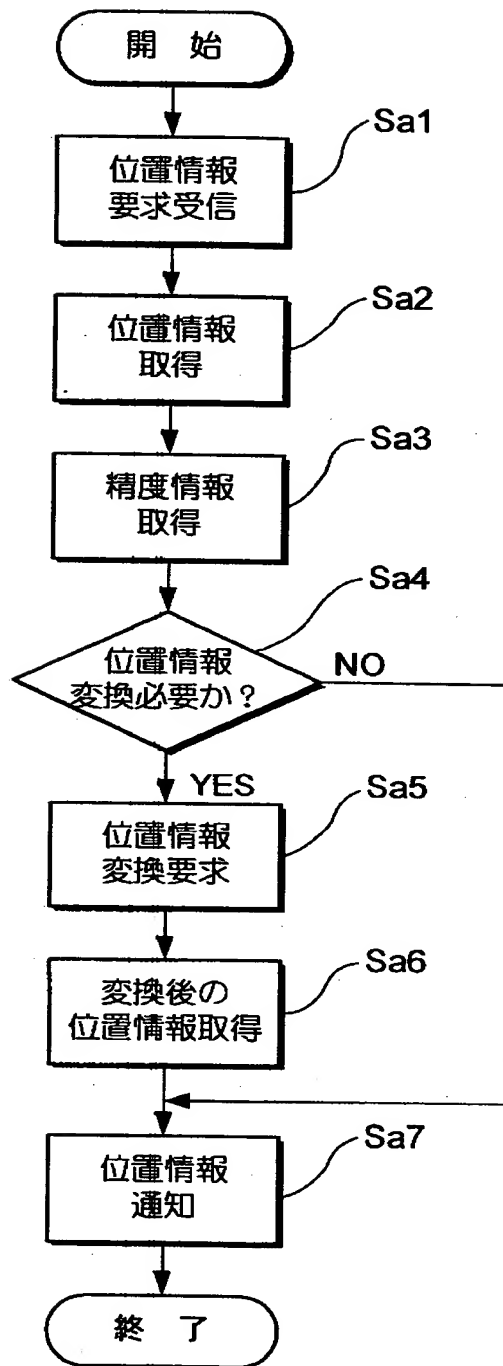 開 始
Sa1
位置情報
要求受信
Sa2
位置情報
取得
Sa3
精度情報
取得
Sa4
位置情報
変換必要か?
NO
YES
Sa5
位置情報
変換要求
Sa6
変換後の
位置情報取得
Sa7
位置情報
通知
終 了